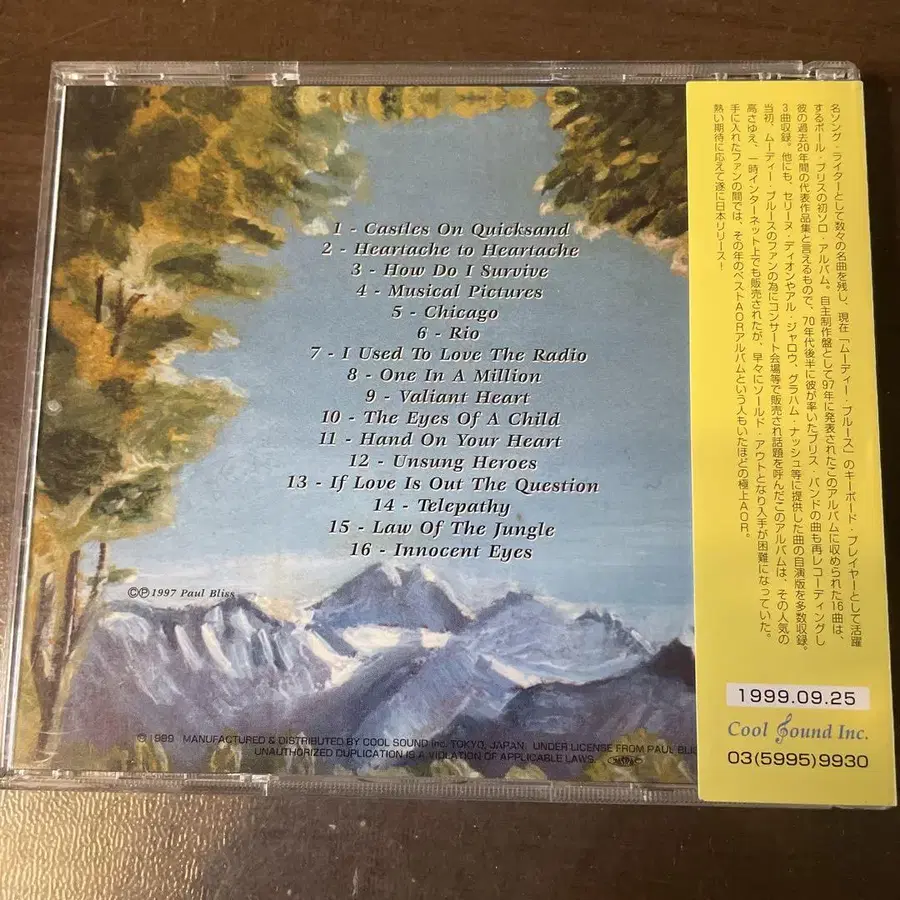 1 - Castles On Quicksand
2 - Heartache to Heartache
3 - How Do I Survive
4 - Musical Pictures
5 - Chicago
6 - Rio
7 - I Used To Love The Radio
8 - One In A Million
9 - Valiant Heart
10 - The Eyes Of A Child
11 - Hand On Your Heart
12 - Unsung Heroes
13 - If Love Is Out The Question
14 - Telepathy
15 - Law Of The Jungle
16 - Innocent Eyes
©℗1997 Paul Bliss
© 1999 MANUFACTURED & DISTRIBUTED BY COOL SOUND Inc. TOKYO, JAPAN. UNDER LICENSE FROM PAUL BLIS
UNAUTHORIZED DUPLICATION IS A VIOLATION OF APPLICABLE LAWS.
名ソング・ライターとして数々の名曲を残し、現在「ムーディー・ブルース」のキーボード・プレイヤーとして活躍
するポール・ブリスの初ソロ・アルバム。自主制作盤として97年に発表されたこのアルバムに収められた16曲は、
彼の過去20年間の代表作品集と言えるもので、70年代後半に彼が率いたブリス・バンドの曲も再レコーディングし
3曲収録。他にも、セリーヌ・ディオンやアル・ジャロウ、グラハム・ナッシュ等に提供した曲の自演版を多数収録。
当初、ムーディー・ブルースのファンの為にコンサート会場等で販売され話題を呼んだこのアルバムは、その人気の
高さゆえ、一時インターネット上でも販売されたが、早々にソールド・アウトとなり入手が困難になっていた。
手に入れたファンの間では、その年のベストAORアルバムという人もいたほどの極上AOR。
熱い期待に応えて遂に日本リリース!
1999.09.25
Cool Sound Inc.
03(5995)9930